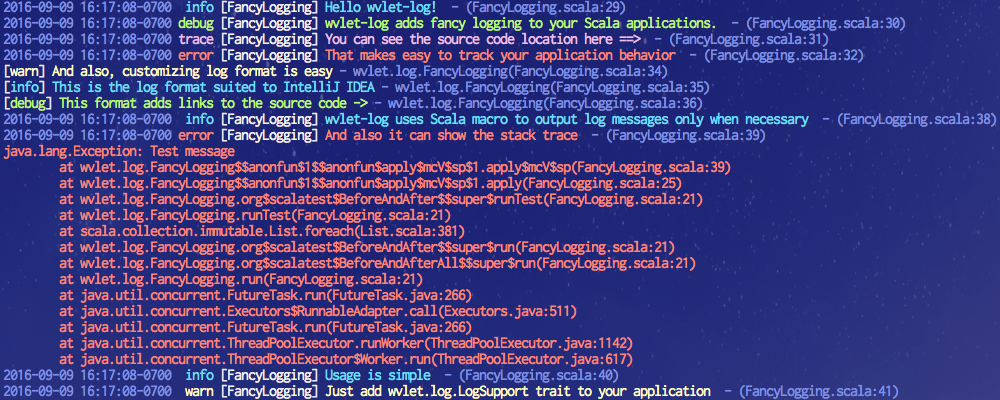 2016-09-09 16:17:08-0700  info [FancyLogging] Hello wvlet-log!  - (FancyLogging.scala:29)
2016-09-09 16:17:08-0700 debug [FancyLogging] wvlet-log adds fancy logging to your Scala applications.  - (FancyLogging.scala:30)
2016-09-09 16:17:08-0700 trace [FancyLogging] You can see the source code location here ==>  - (FancyLogging.scala:31)
2016-09-09 16:17:08-0700 error [FancyLogging] That makes easy to track your application behavior  - (FancyLogging.scala:32)
[warn] And also, customizing log format is easy - wvlet.log.FancyLogging(FancyLogging.scala:34)
[info] This is the log format suited to IntelliJ IDEA - wvlet.log.FancyLogging(FancyLogging.scala:35)
[debug] This format adds links to the source code -> - wvlet.log.FancyLogging(FancyLogging.scala:36)
2016-09-09 16:17:08-0700  info [FancyLogging] wvlet-log uses Scala macro to output log messages only when necessary  - (FancyLogging.scala:38)
2016-09-09 16:17:08-0700 error [FancyLogging] And also it can show the stack trace  - (FancyLogging.scala:39)
java.lang.Exception: Test message
        at wvlet.log.FancyLogging$$anonfun$1$$anonfun$apply$mcV$sp$1.apply$mcV$sp(FancyLogging.scala:39)
        at wvlet.log.FancyLogging$$anonfun$1$$anonfun$apply$mcV$sp$1.apply(FancyLogging.scala:25)
        at wvlet.log.FancyLogging.org$scalatest$BeforeAndAfter$$super$runTest(FancyLogging.scala:21)
        at wvlet.log.FancyLogging.runTest(FancyLogging.scala:21)
        at scala.collection.immutable.List.foreach(List.scala:381)
        at wvlet.log.FancyLogging.org$scalatest$BeforeAndAfter$$super$run(FancyLogging.scala:21)
        at wvlet.log.FancyLogging.org$scalatest$BeforeAndAfterAll$$super$run(FancyLogging.scala:21)
        at wvlet.log.FancyLogging.run(FancyLogging.scala:21)
        at java.util.concurrent.FutureTask.run(FutureTask.java:266)
        at java.util.concurrent.Executors$RunnableAdapter.call(Executors.java:511)
        at java.util.concurrent.FutureTask.run(FutureTask.java:266)
        at java.util.concurrent.ThreadPoolExecutor.runWorker(ThreadPoolExecutor.java:1142)
        at java.util.concurrent.ThreadPoolExecutor$Worker.run(ThreadPoolExecutor.java:617)
2016-09-09 16:17:08-0700  info [FancyLogging] Usage is simple  - (FancyLogging.scala:40)
2016-09-09 16:17:08-0700  warn [FancyLogging] Just add wvlet.log.LogSupport trait to your application  - (FancyLogging.scala:41)